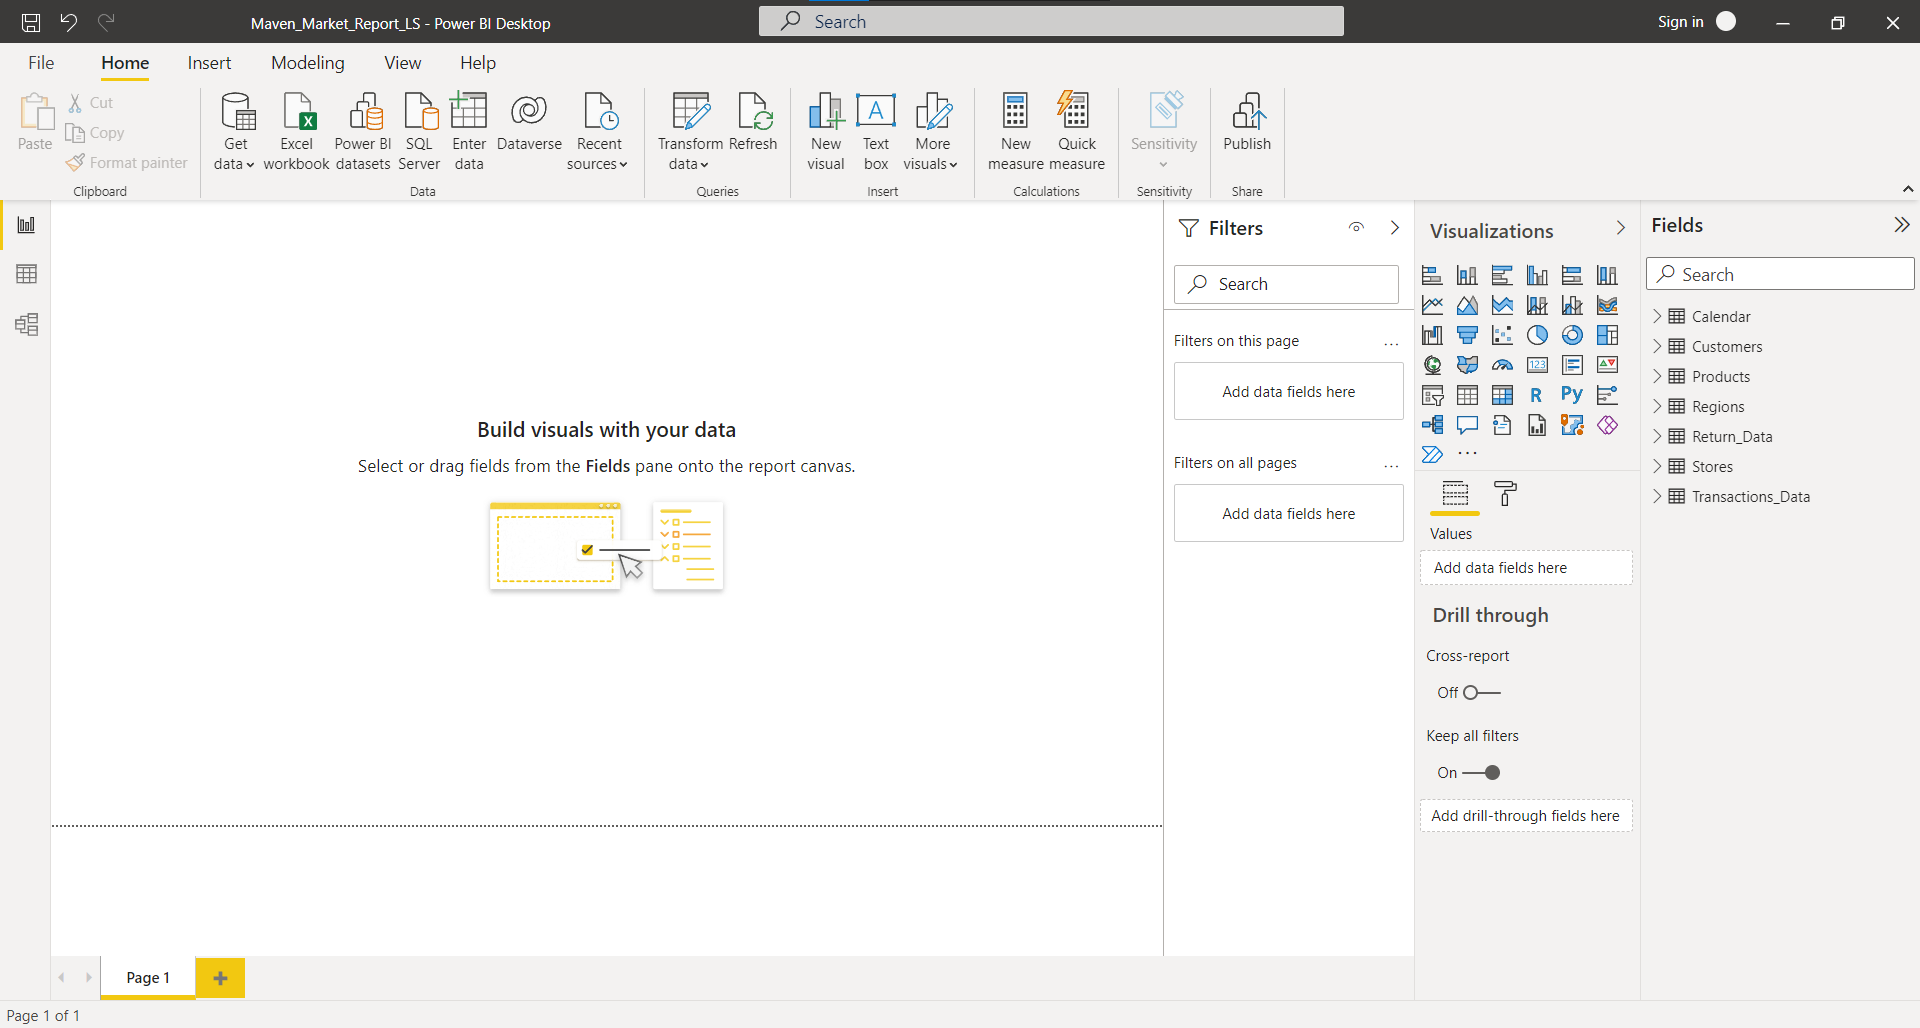 Maven_Market_Report_LS - Power BI Desktop
Search
Sign in
File
Home
Insert
Modeling
View
Help
Paste
Cut
Copy
Format painter
Clipboard
Get data
Excel workbook
Power BI datasets
SQL Server
Enter data
Dataverse
Recent sources
Data
Transform data
Refresh
Queries
New visual
Text box
More visuals
Insert
New measure
Quick measure
Calculations
Sensitivity
Sensitivity
Publish
Share
Build visuals with your data
Select or drag fields from the Fields pane onto the report canvas.
Filters
Search
Filters on this page
...
Add data fields here
Filters on all pages
...
Add data fields here
Visualizations
123
R
Py
...
Values
Add data fields here
Drill through
Cross-report
Off
Keep all filters
On
Add drill-through fields here
Fields
Search
Calendar
Customers
Products
Regions
Return_Data
Stores
Transactions_Data
Page 1
Page 1 of 1